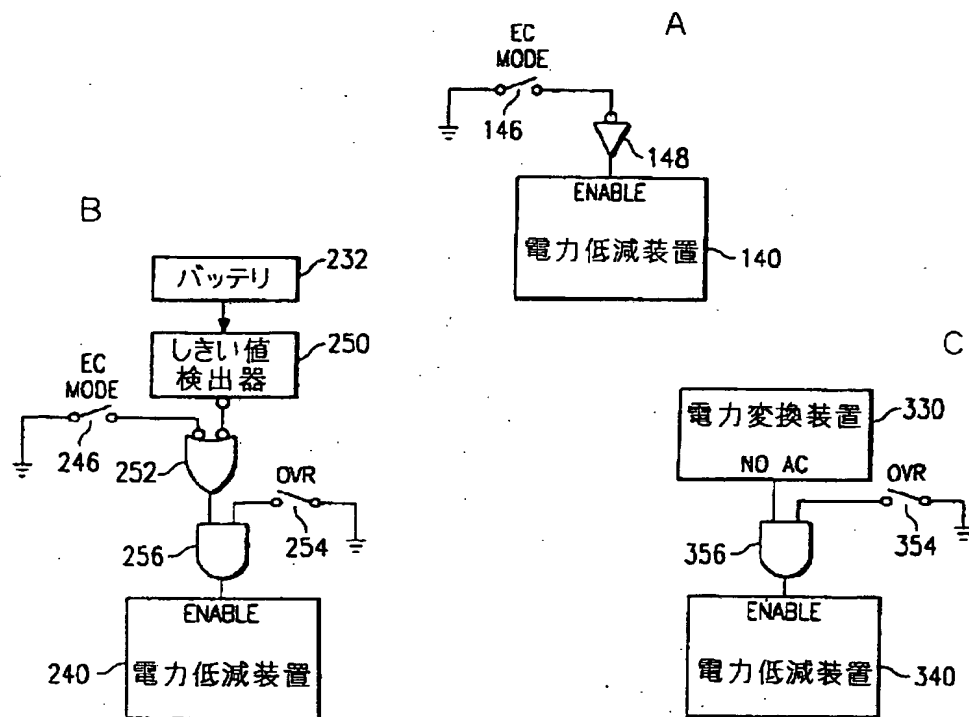 A
EC
MODE
146
148
ENABLE
電力低減装置
140
B
バッテリ
232
しきい値
検出器
250
EC
MODE
246
252
OVR
254
256
ENABLE
電力低減装置
240
C
電力変換装置
NO AC
330
OVR
354
356
ENABLE
電力低減装置
340